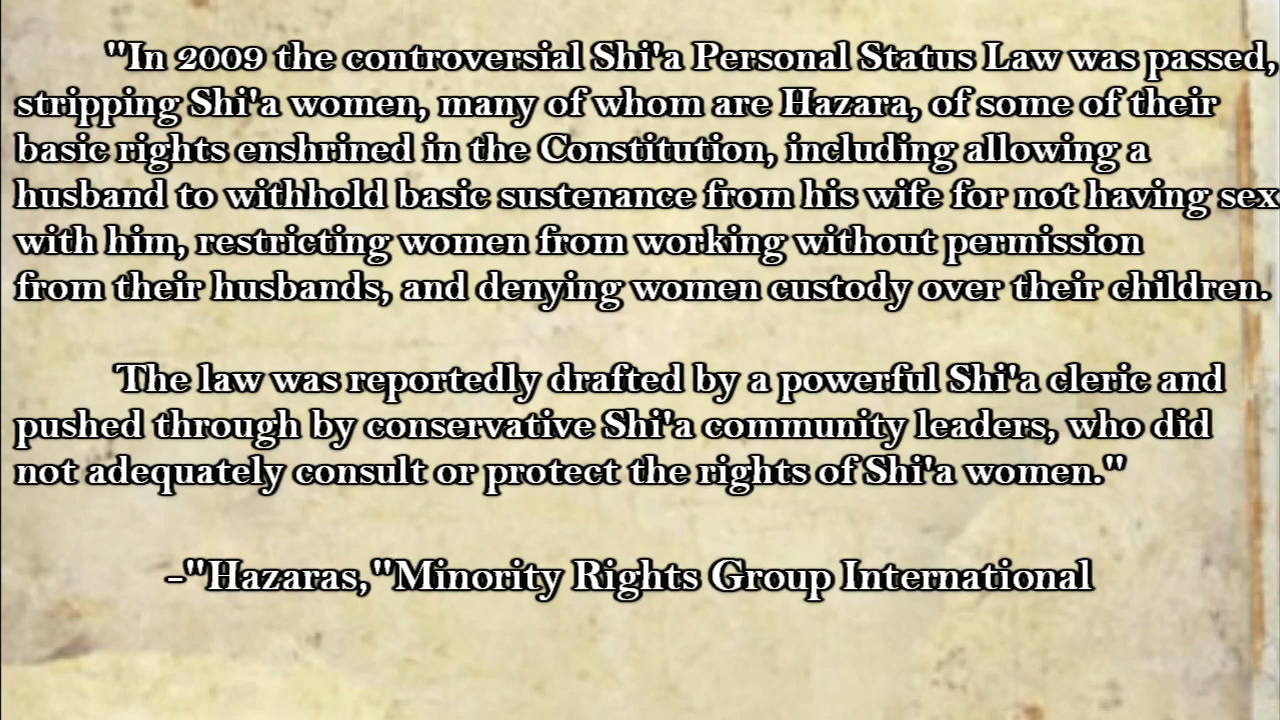 "In 2009 the controversial Shi'a Personal Status Law was passed,
stripping Shi'a women, many of whom are Hazara, of some of their
basic rights enshrined in the Constitution, including allowing a
husband to withhold basic sustenance from his wife for not having sex
with him, restricting women from working without permission
from their husbands, and denying women custody over their children.
The law was reportedly drafted by a powerful Shi'a cleric and
pushed through by conservative Shi'a community leaders, who did
not adequately consult or protect the rights of Shi'a women."
-"Hazaras,"Minority Rights Group International